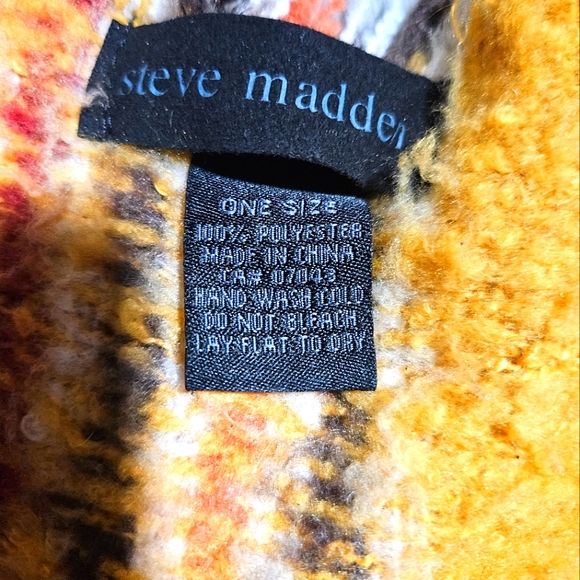 steve madden
ONE SIZE
100% POLYESTER
MADE IN CHINA
CA# 07043
HAND WASH COLD
DO NOT BLEACH
LAY FLAT TO DRY